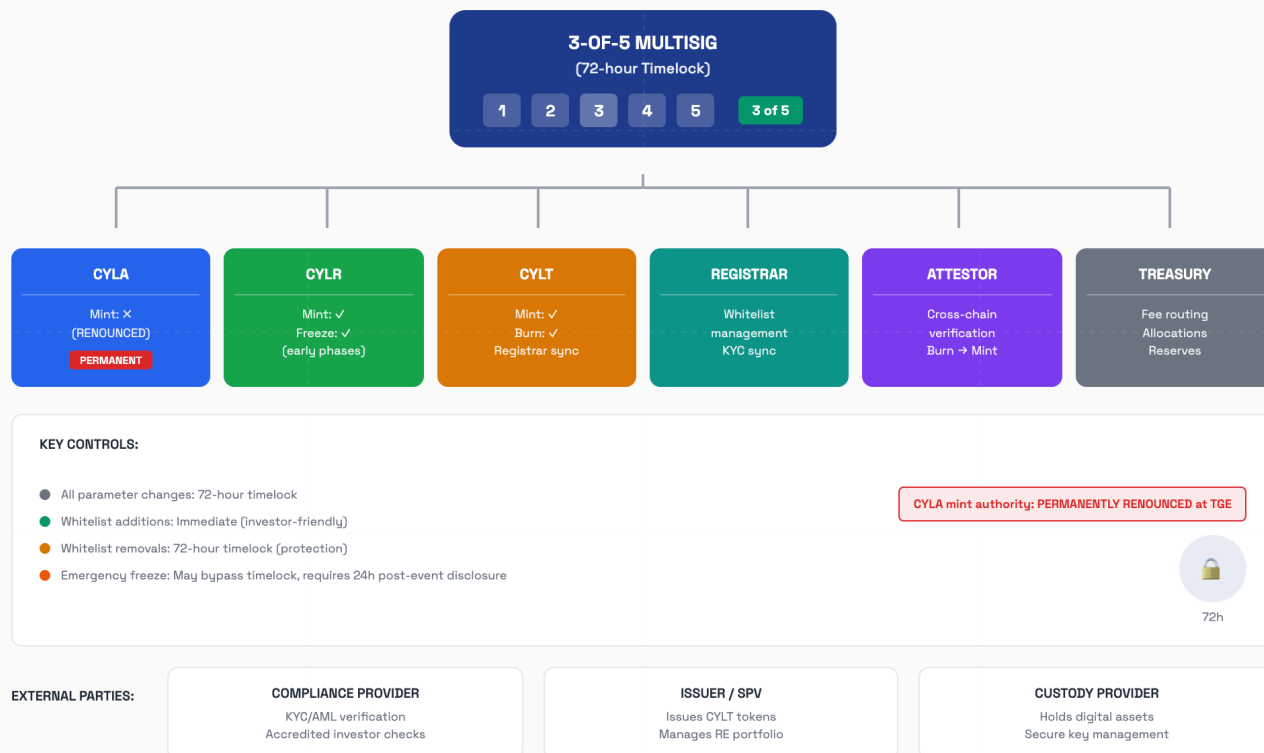 3-OF-5 MULTISIG
(72-hour Timelock)
1 2 3 4 5 3 of 5
CYLA
Mint: ✕
(RENOUNCED)
PERMANENT
CYLR
Mint: ✓
Freeze: ✓
(early phases)
CYLT
Mint: ✓
Burn: ✓
Registrar sync
REGISTRAR
Whitelist
management
KYC sync
ATTESTOR
Cross-chain
verification
Burn → Mint
TREASURY
Fee routing
Allocations
Reserves
KEY CONTROLS:
All parameter changes: 72-hour timelock
Whitelist additions: Immediate (investor-friendly)
Whitelist removals: 72-hour timelock (protection)
Emergency freeze: May bypass timelock, requires 24h post-event disclosure
CYLA mint authority: PERMANENTLY RENOUNCED at TGE
72h
EXTERNAL PARTIES:
COMPLIANCE PROVIDER
KYC/AML verification
Accredited investor checks
ISSUER / SPV
Issues CYLT tokens
Manages RE portfolio
CUSTODY PROVIDER
Holds digital assets
Secure key management